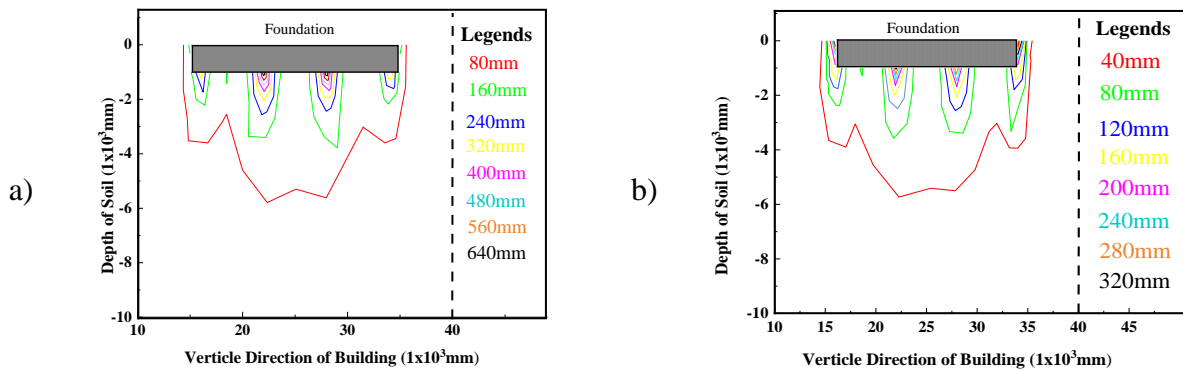 a)
Foundation
Legends
80mm
160mm
240mm
320mm
400mm
480mm
560mm
640mm
0
-2
-4
-6
-8
-10
Depth of Soil (1x10³mm)
10
20
30
40
Verticle Direction of Building (1x10³mm)
b)
Foundation
Legends
40mm
80mm
120mm
160mm
200mm
240mm
280mm
320mm
0
-2
-4
-6
-8
-10
Depth of Soil (1x10³mm)
10
15
20
25
30
35
40
45
Verticle Direction of Building (1x10³mm)